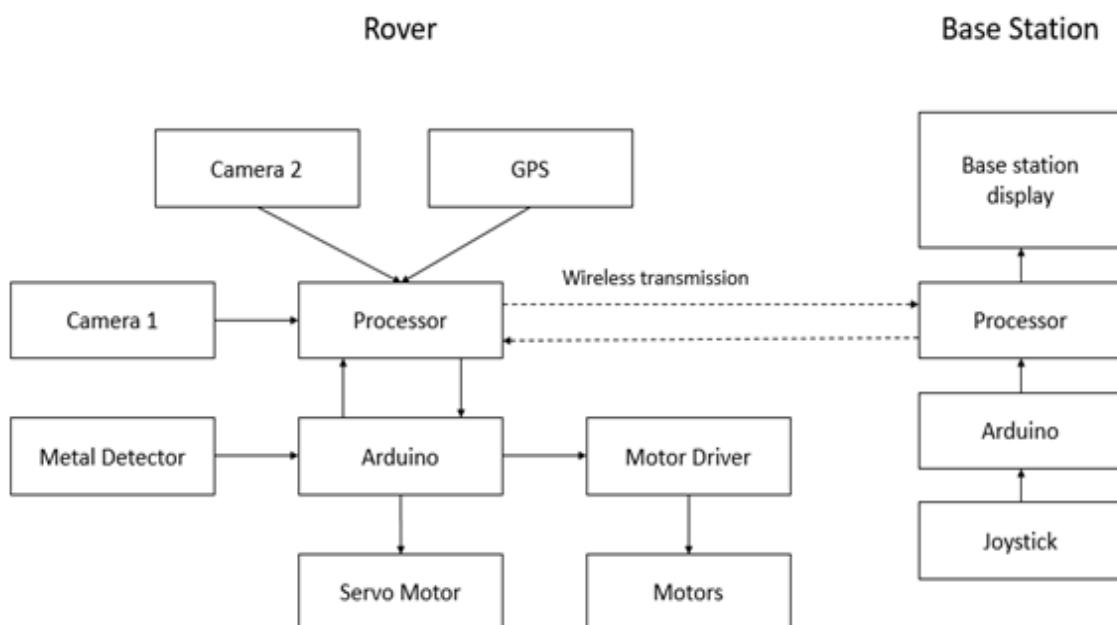 Rover
Base Station
Camera 2
GPS
Base station
display
Wireless transmission
Camera 1
Processor
Processor
Metal Detector
Arduino
Motor Driver
Arduino
Servo Motor
Motors
Joystick